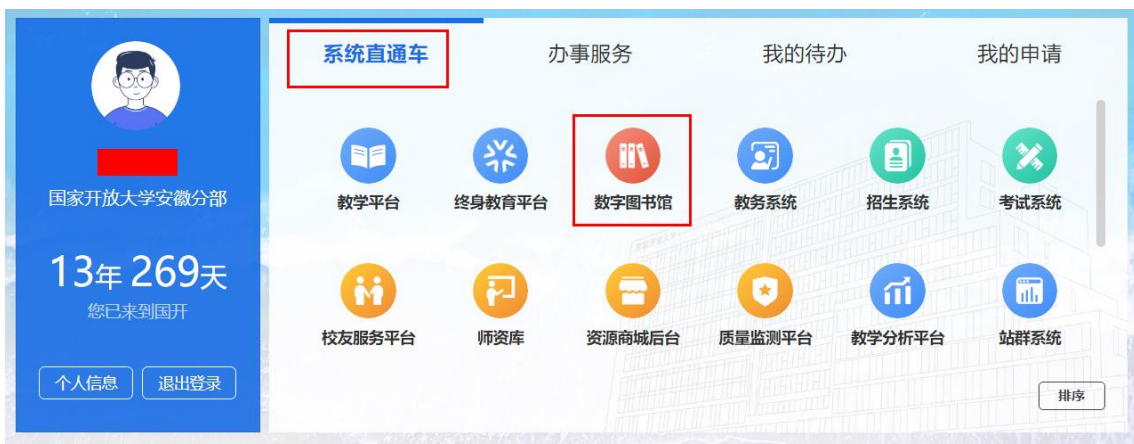 系统直通车 办事服务 我的待办 我的申请
国家开放大学安徽分部
13年 269天
您已来到国开
个人信息 退出登录
教学平台 终身教育平台 数字图书馆 教务系统 招生系统 考试系统
校友服务平台 师资库 资源商城后台 质量监测平台 教学分析平台 站群系统
排序